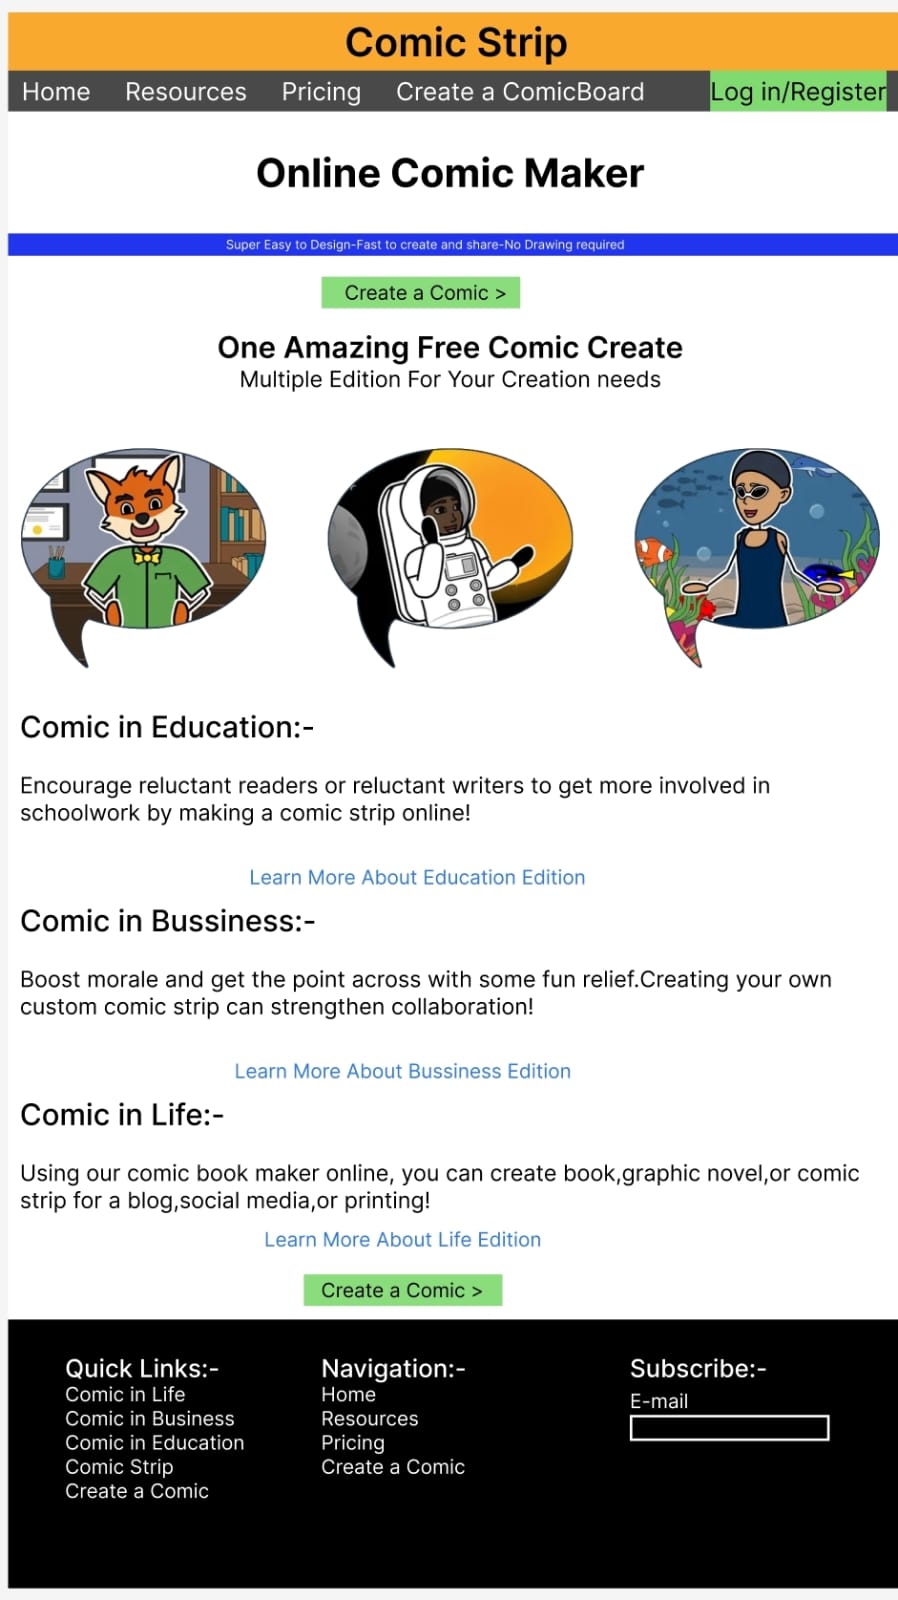 Comic Strip
Home Resources Pricing Create a ComicBoard Log in/Register
Online Comic Maker
Super Easy to Design-Fast to create and share-No Drawing required
Create a Comic >
One Amazing Free Comic Create
Multiple Edition For Your Creation needs
Comic in Education:-
Encourage reluctant readers or reluctant writers to get more involved in
schoolwork by making a comic strip online!
Learn More About Education Edition
Comic in Bussiness:-
Boost morale and get the point across with some fun relief.Creating your own
custom comic strip can strengthen collaboration!
Learn More About Bussiness Edition
Comic in Life:-
Using our comic book maker online, you can create book,graphic novel,or comic
strip for a blog,social media,or printing!
Learn More About Life Edition
Create a Comic >
Quick Links:-
Comic in Life
Comic in Business
Comic in Education
Comic Strip
Create a Comic
Navigation:-
Home
Resources
Pricing
Create a Comic
Subscribe:-
E-mail